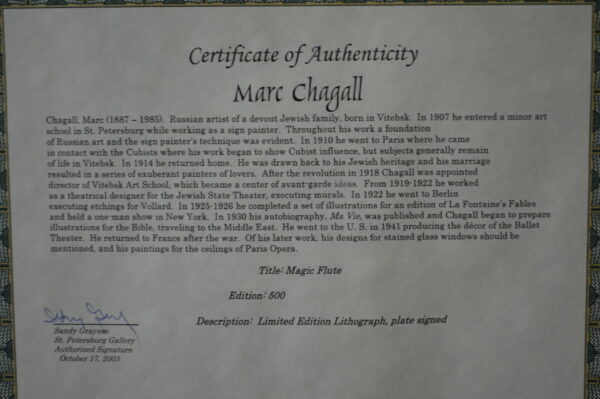 Certificate of Authenticity
Marc Chagall
Chagall, Marc (1887 – 1985). Russian artist of a devout Jewish family, born in Vitebsk. In 1907 he entered a minor art
school in St. Petersburg while working as a sign painter. Throughout his work a foundation
of Russian art and the sign painter's technique was evident. In 1910 he went to Paris where he came
in contact with the Cubists where his work began to show Cubist influence, but subjects generally remain
of life in Vitebsk. In 1914 he returned home. He was drawn back to his Jewish heritage and his marriage
resulted in a series of exuberant painters of lovers. After the revolution in 1918 Chagall was appointed
director of Vitebsk Art School, which became a center of avant-garde ideas. From 1919-1922 he worked
as a theatrical designer for the Jewish State Theater, executing murals. In 1922 he went to Berlin
executing etchings for Vollard. In 1925-1926 he completed a set of illustrations for an edition of La Fontaine's Fables
and held a one-man show in New York. In 1930 his autobiography, Ma Vie, was published and Chagall began to prepare
illustrations for the Bible, traveling to the Middle East. He went to the U. S. in 1941 producing the décor of the Ballet
Theater. He returned to France after the war. Of his later work, his designs for stained glass windows should be
mentioned, and his paintings for the ceilings of Paris Opera.
Title: Magic Flute
Edition: 500
Description: Limited Edition Lithograph, plate signed
Sandy Grayson
St. Petersburg Gallery
Authorized Signature
October 17, 2003